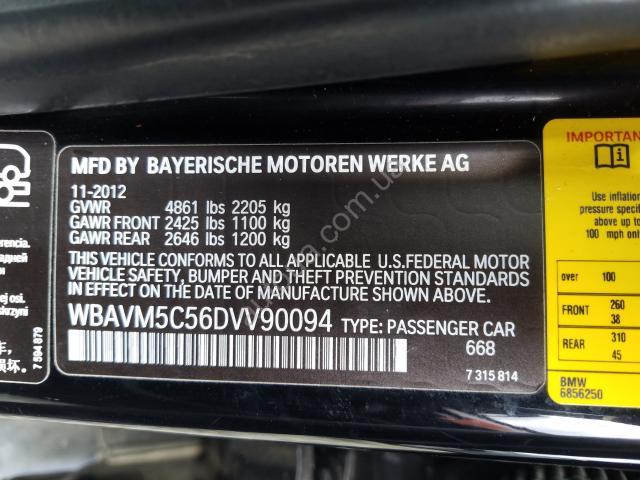 MFD BY BAYERISCHE MOTOREN WERKE AG
11-2012
GVWR 4861 lbs 2205 kg
GAWR FRONT 2425 lbs 1100 kg
GAWR REAR 2646 lbs 1200 kg
THIS VEHICLE CONFORMS TO ALL APPLICABLE U.S.FEDERAL MOTOR
VEHICLE SAFETY, BUMPER AND THEFT PREVENTION STANDARDS
IN EFFECT ON THE DATE OF MANUFACTURE SHOWN ABOVE.
WBAVM5C56DVV90094 TYPE: PASSENGER CAR
668
7 315 814
7 594 879
IMPORTAN
Use inflation
pressure specif
up to
100 mph only
over 100
FRONT 260
38
REAR 310
45
BMW
6856250